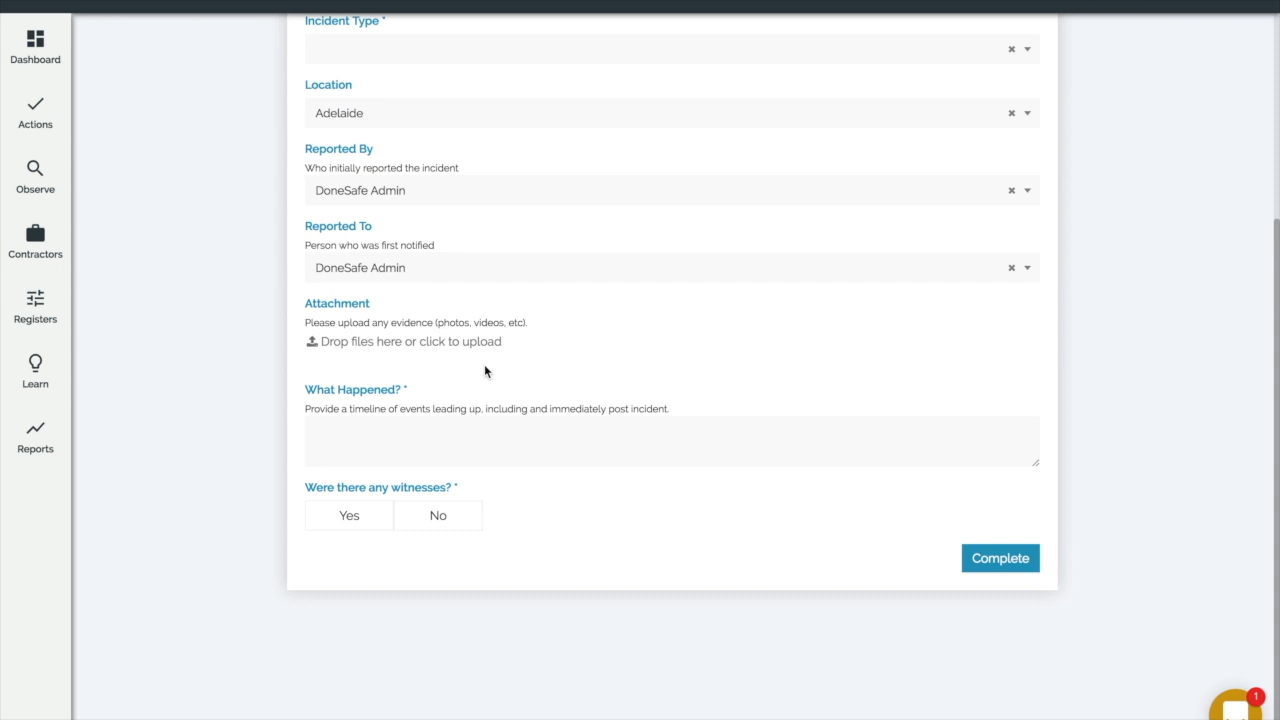 Dashboard
Actions
Observe
Contractors
Registers
Learn
Reports
Incident Type *
Location
Adelaide
Reported By
Who initially reported the incident
DoneSafe Admin
Reported To
Person who was first notified
DoneSafe Admin
Attachment
Please upload any evidence (photos, videos, etc).
Drop files here or click to upload
What Happened? *
Provide a timeline of events leading up, including and immediately post incident.
Were there any witnesses? *
Yes No
Complete
1